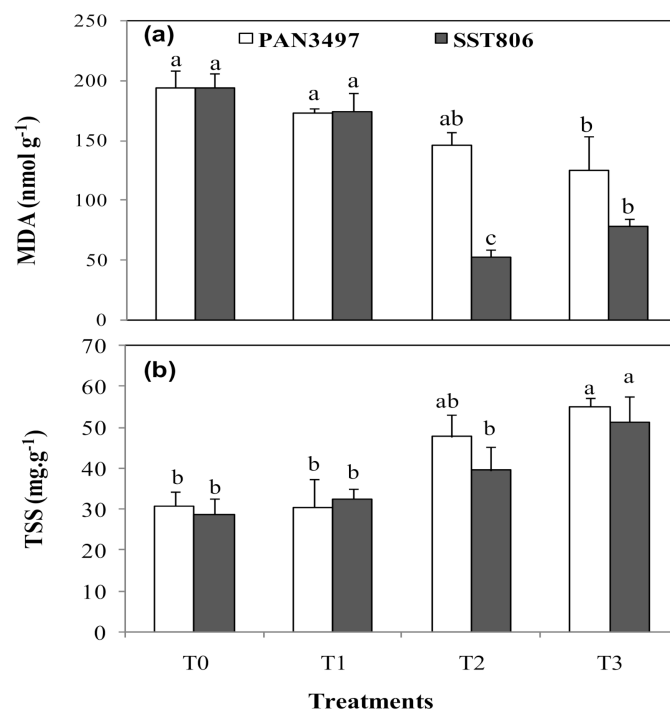 (a) PAN3497 SST806
250
200
150
100
50
0
MDA (nmol g-1)
a a a a ab c b b
(b)
70
60
50
40
30
20
10
0
TSS (mg.g-1)
b b b b ab b a a
T0 T1 T2 T3
Treatments